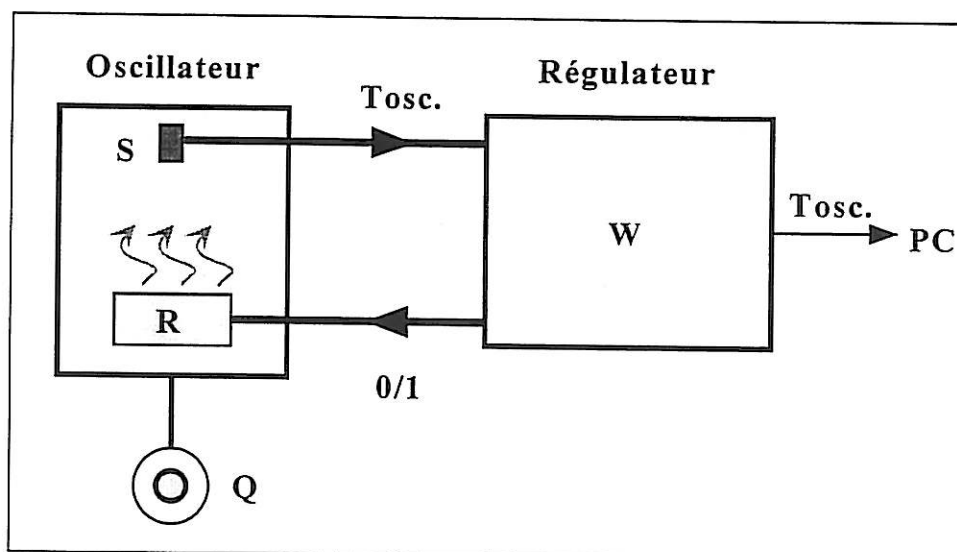 Oscillateur
Régulateur
Tosc.
S
W
Tosc.
PC
R
0/1
Q